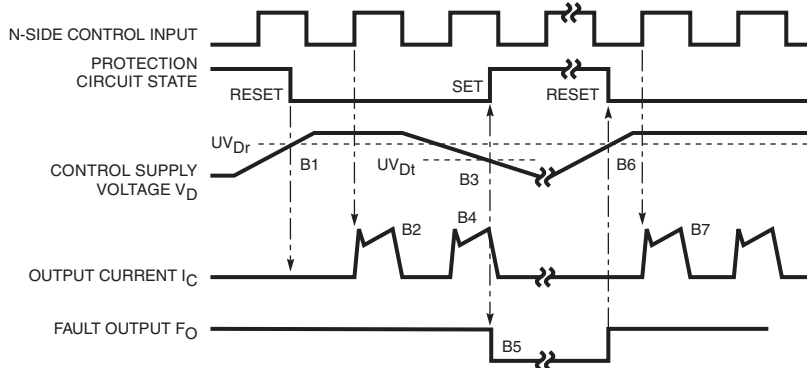 N-SIDE CONTROL INPUT
PROTECTION
CIRCUIT STATE
RESET
SET
RESET
UVDr
B1
UVDt
B3
B6
CONTROL SUPPLY
VOLTAGE VD
B2
B4
B7
OUTPUT CURRENT IC
FAULT OUTPUT FO
B5